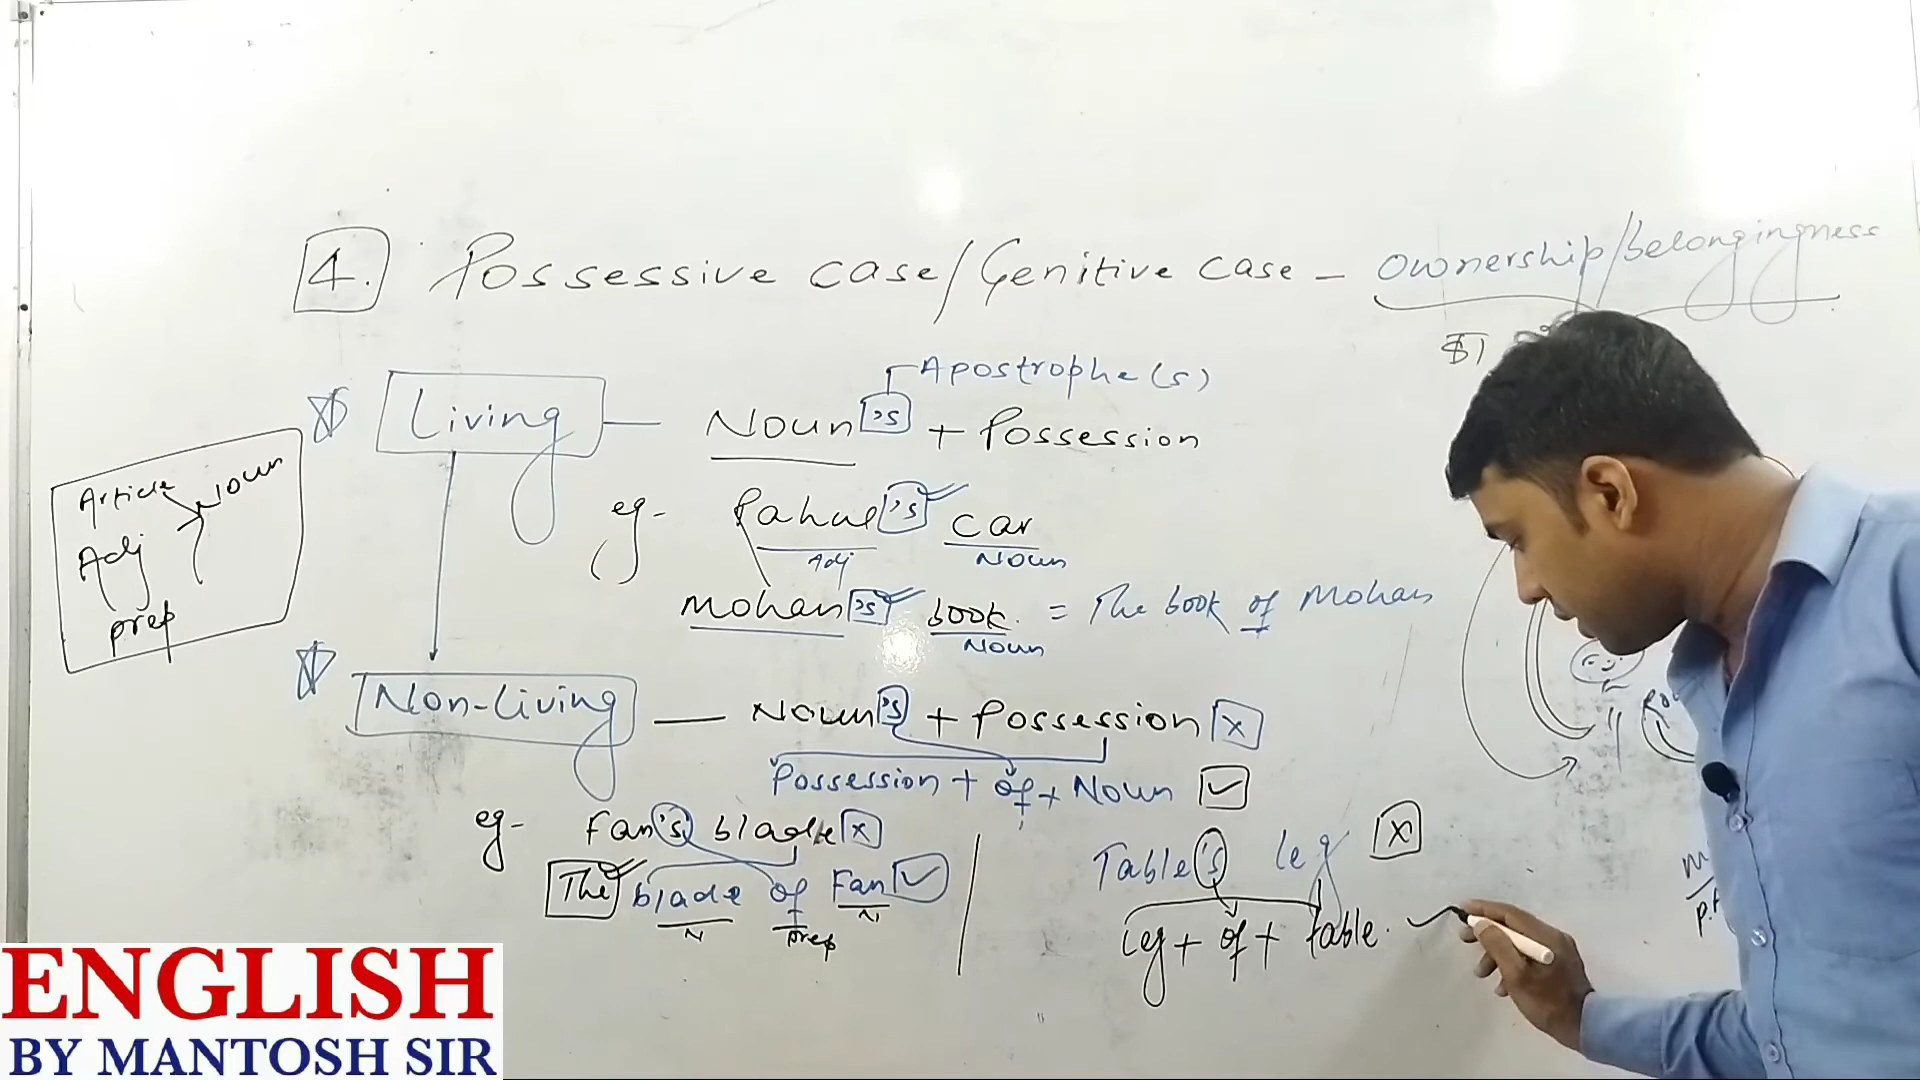 4. Possessive case/Genitive case - ownership/belongingness
Apostrophe(s)
Living — Noun's + Possession
Article Noun
Adj
prep
eg- Rahul's car
Adj Noun
Mohan's book. = The book of Mohan
Noun
Non-Living — Noun's + Possession x
Possession + of + Noun ✓
eg- Fan's blade x
The blade of Fan ✓
N prep N
Table's leg x
leg + of + table. ✓
ENGLISH
BY MANTOSH SIR